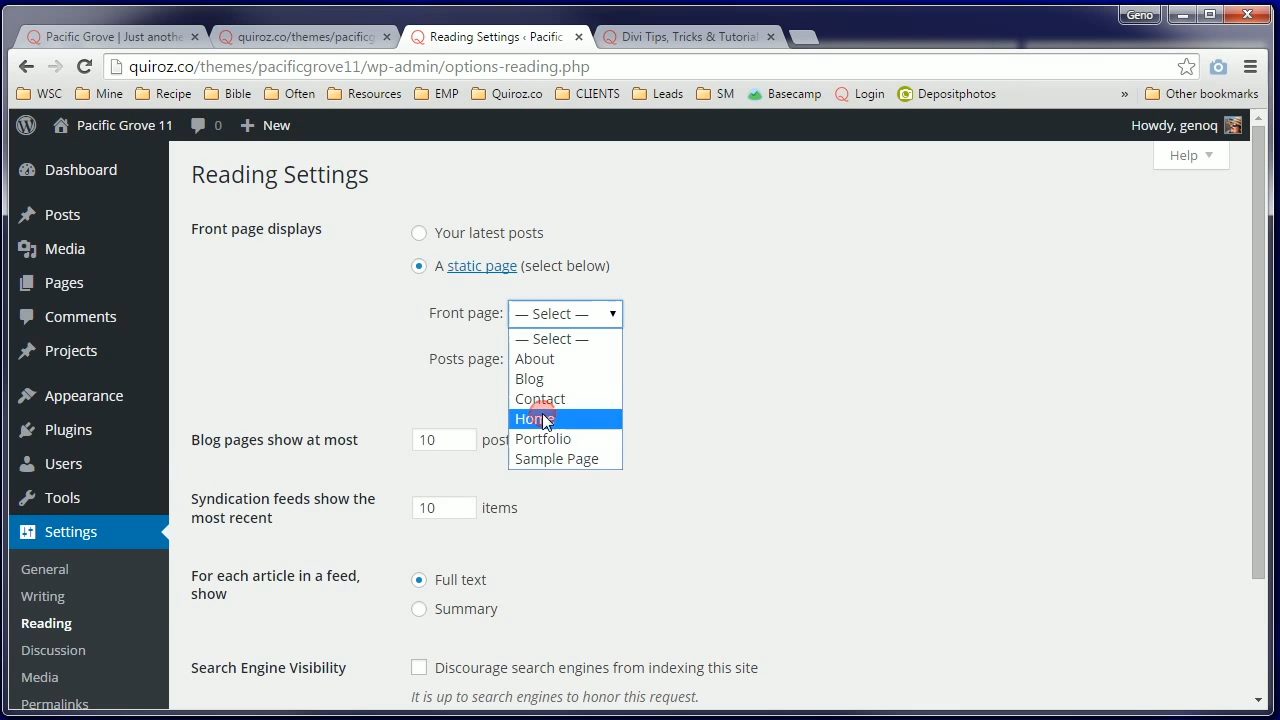 Geno
Pacific Grove | Just anothe
quiroz.co/themes/pacificg
Reading Settings ‹ Pacific
Divi Tips, Tricks & Tutorial
quiroz.co/themes/pacificgrove11/wp-admin/options-reading.php
WSC
Mine
Recipe
Bible
Often
Resources
EMP
Quiroz.co
CLIENTS
Leads
SM
Basecamp
Login
Depositphotos
»
Other bookmarks
Pacific Grove 11
0
New
Howdy, genoq
Help
Dashboard
Posts
Media
Pages
Comments
Projects
Appearance
Plugins
Users
Tools
Settings
General
Writing
Reading
Discussion
Media
Permalinks
Reading Settings
Front page displays
Your latest posts
A static page (select below)
Front page:
— Select —
— Select —
About
Blog
Contact
Home
Portfolio
Sample Page
Posts page:
Blog pages show at most
10
post
Syndication feeds show the
most recent
10 items
For each article in a feed,
show
Full text
Summary
Search Engine Visibility
Discourage search engines from indexing this site
It is up to search engines to honor this request.